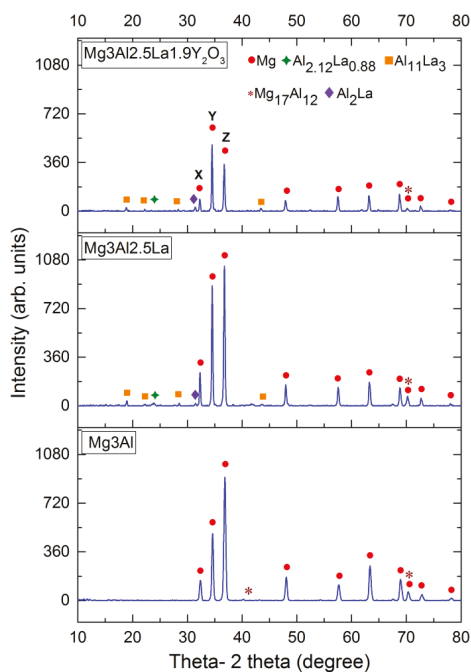 10 20 30 40 50 60 70 80
Mg3Al2.5La1.9Y₂O₃
Mg Al₂.₁₂La₀.₈₈ Al₁₁La₃
* Mg₁₇Al₁₂ Al₂La
1080
720
360
0
X
Y
Z
*
Mg3Al2.5La
1080
720
360
0
*
Mg3Al
1080
720
360
0
*
*
Intensity (arb. units)
10 20 30 40 50 60 70 80
Theta- 2 theta (degree)